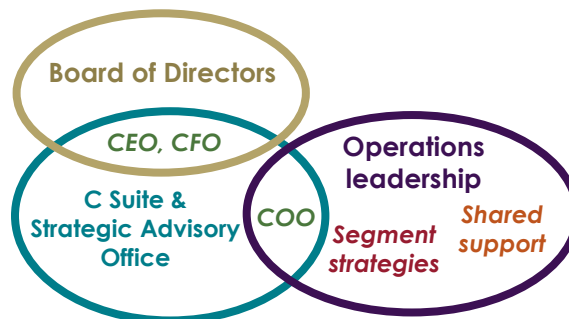 Board of Directors
CEO, CFO
C Suite &
Strategic Advisory
Office
COO
Operations
leadership
Segment
strategies
Shared
support